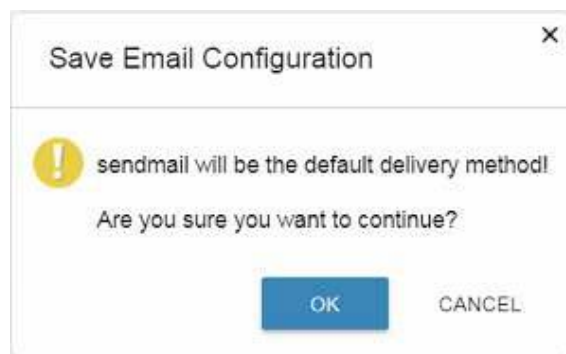 Save Email Configuration
sendmail will be the default delivery method!
Are you sure you want to continue?
OK CANCEL